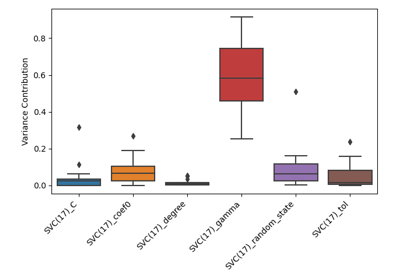 Variance Contribution
0.8
0.6
0.4
0.2
0.0
SVC(17)_C
SVC(17)_coef0
SVC(17)_degree
SVC(17)_gamma
SVC(17)_random_state
SVC(17)_tol